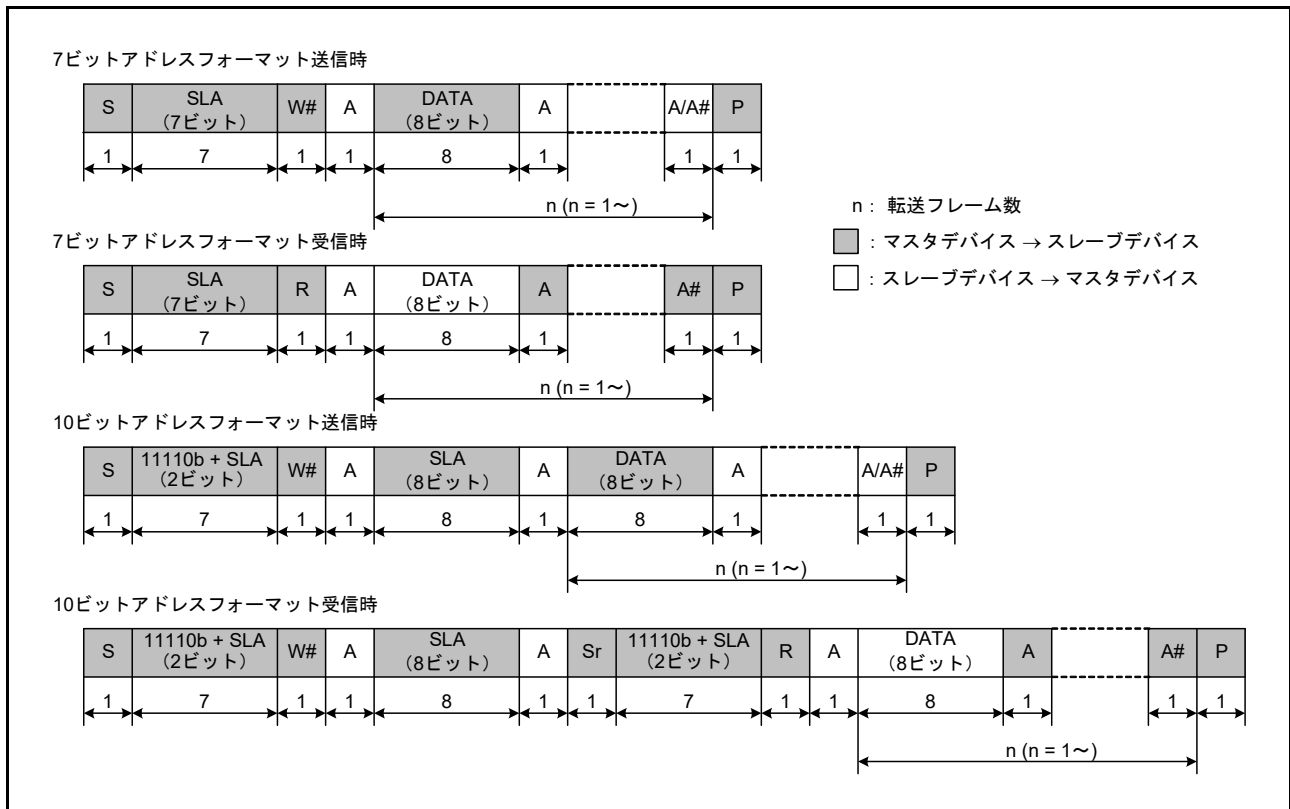 7ビットアドレスフォーマット送信時
S SLA W# A DATA A A/A# P
(7ビット) (8ビット)
1 7 1 1 8 1 1 1
n (n = 1~)
n : 転送フレーム数
: マスタデバイス → スレーブデバイス
: スレーブデバイス → マスタデバイス
7ビットアドレスフォーマット受信時
S SLA R A DATA A A# P
(7ビット) (8ビット)
1 7 1 1 8 1 1 1
n (n = 1~)
10ビットアドレスフォーマット送信時
S 11110b + SLA W# A SLA A DATA A A/A# P
(2ビット) (8ビット) (8ビット)
1 7 1 1 8 1 8 1 1 1
n (n = 1~)
10ビットアドレスフォーマット受信時
S 11110b + SLA W# A SLA A Sr 11110b + SLA R A DATA A A# P
(2ビット) (8ビット) (2ビット) (8ビット)
1 7 1 1 8 1 1 7 1 1 8 1 1 1
n (n = 1~)